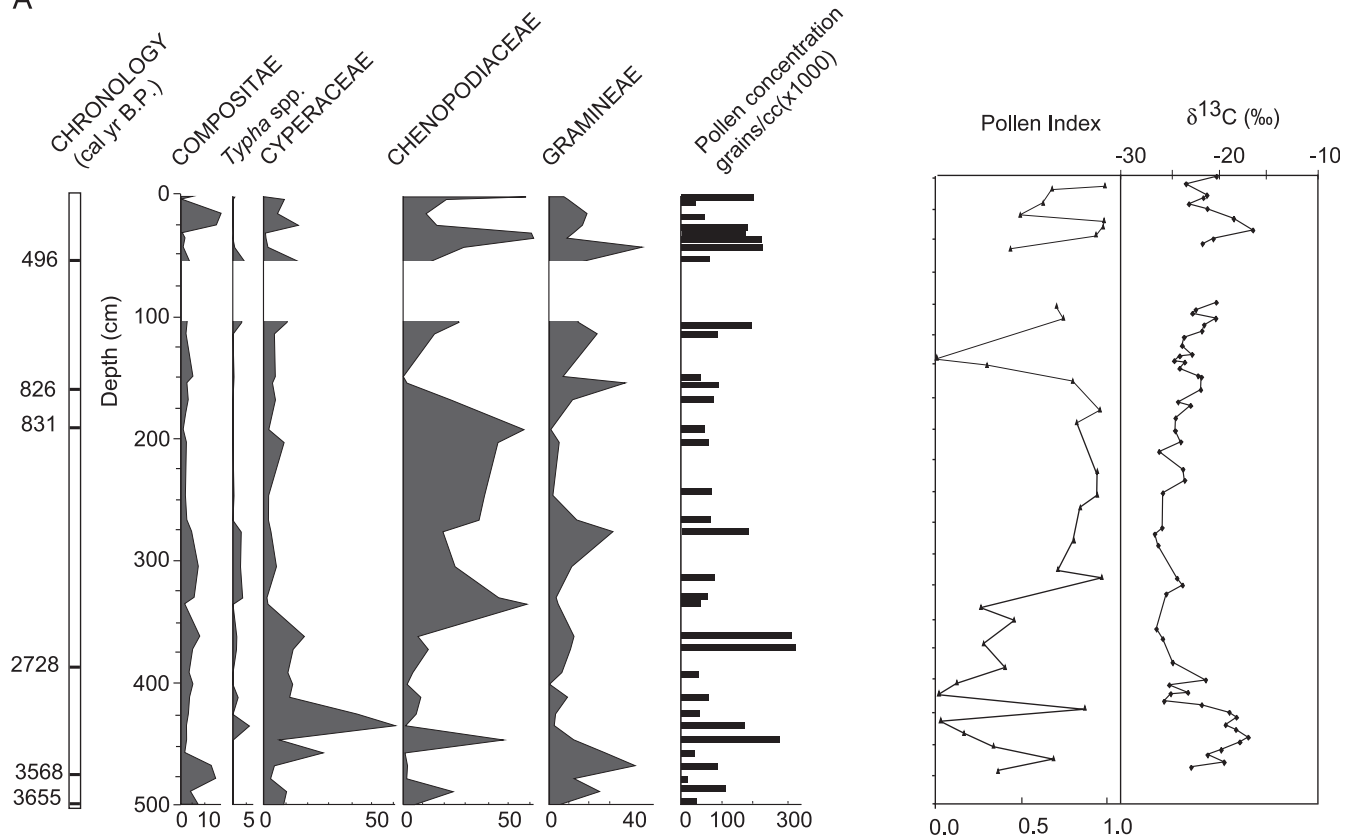 A
CHRONOLOGY
(cal yr B.P.)
COMPOSITAE
Typha spp.
CYPERACEAE
CHENOPODIACEAE
GRAMINEAE
Pollen concentration
grains/cc(x1000)
Pollen Index
δ13C (‰)
-30 -20 -10
Depth (cm)
0
100
200
300
400
500
496
826
831
2728
3568
3655
0 10
5
0 50
0 50
0 40
0 100 300
0.0 0.5 1.0